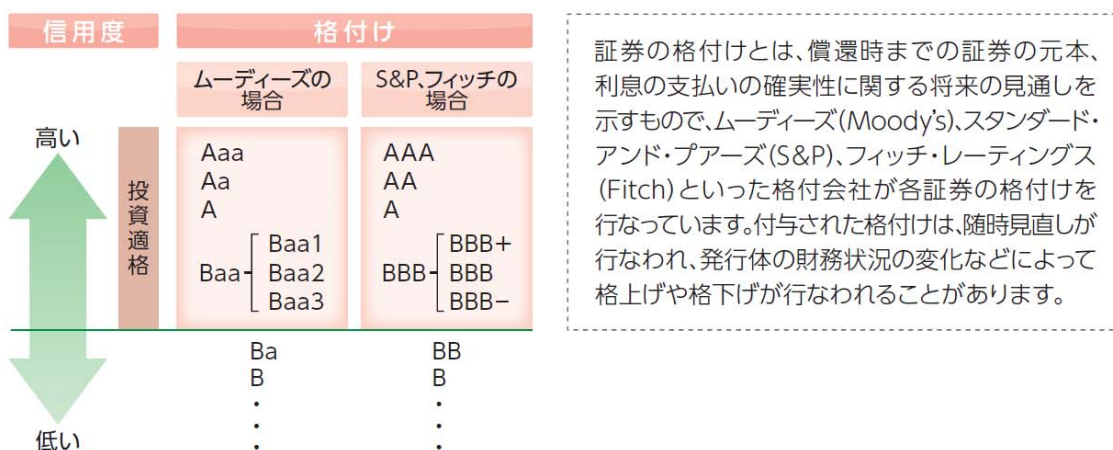 信用度
格付け
ムーディーズの
場合
S&P、フィッチの
場合
高い
投資適格
Aaa
Aa
A
Baa
Baa1
Baa2
Baa3
AAA
AA
A
BBB
BBB+
BBB
BBB−
Ba
B
・
・
・
BB
B
・
・
・
低い
証券の格付けとは、償還時までの証券の元本、
利息の支払いの確実性に関する将来の見通しを
示すもので、ムーディーズ(Moody's)、スタンダード・
アンド・プアーズ(S&P)、フィッチ・レーティングス
(Fitch)といった格付会社が各証券の格付けを
行なっています。付与された格付けは、随時見直しが
行なわれ、発行体の財務状況の変化などによって
格上げや格下げが行なわれることがあります。